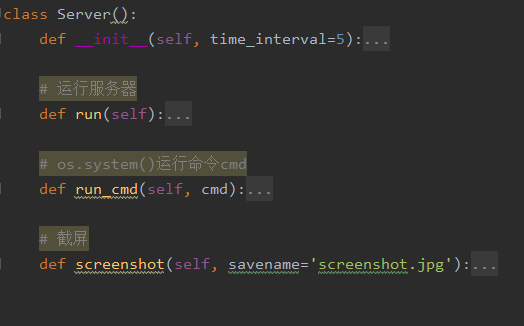 class Server():
def __init__(self, time_interval=5):...
# 运行服务器
def run(self):...
# os.system()运行命令cmd
def run_cmd(self, cmd):...
# 截屏
def screenshot(self, savename='screenshot.jpg'):...